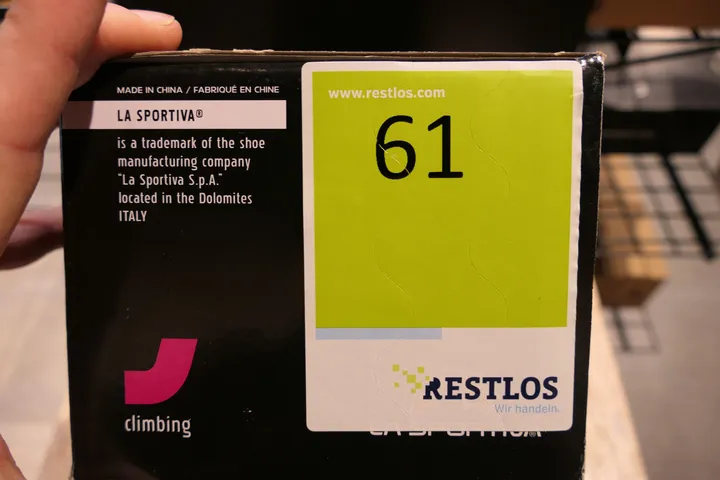 MADE IN CHINA / FABRIQUÉ EN CHINE
LA SPORTIVA®
is a trademark of the shoe
manufacturing company
"La Sportiva S.p.A."
located in the Dolomites
ITALY
climbing
www.restlos.com
61
RESTLOS
Wir handeln.